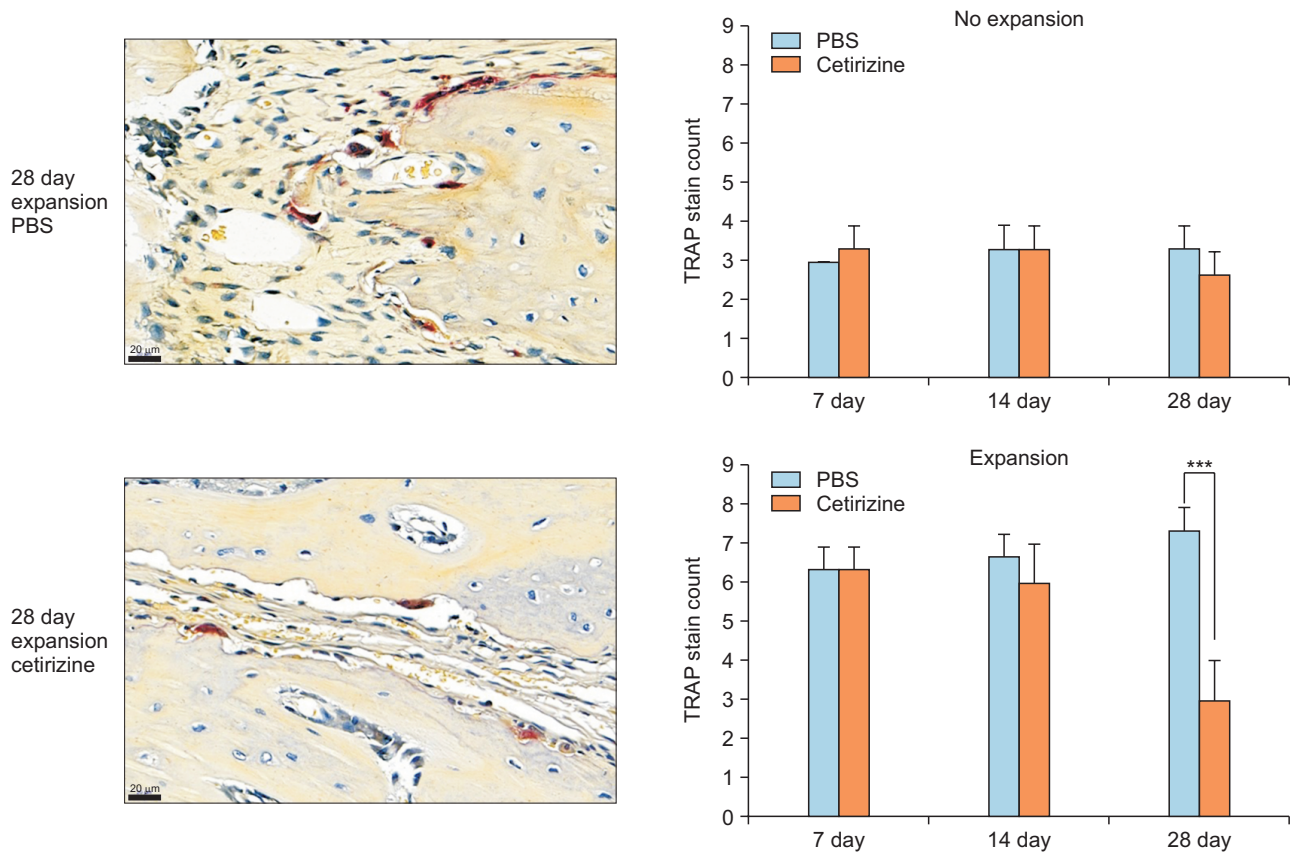 28 day
expansion
PBS
20 µm
No expansion
PBS
Cetirizine
TRAP stain count
9
8
7
6
5
4
3
2
1
0
7 day
14 day
28 day
28 day
expansion
cetirizine
20 µm
Expansion
PBS
Cetirizine
***
TRAP stain count
9
8
7
6
5
4
3
2
1
0
7 day
14 day
28 day